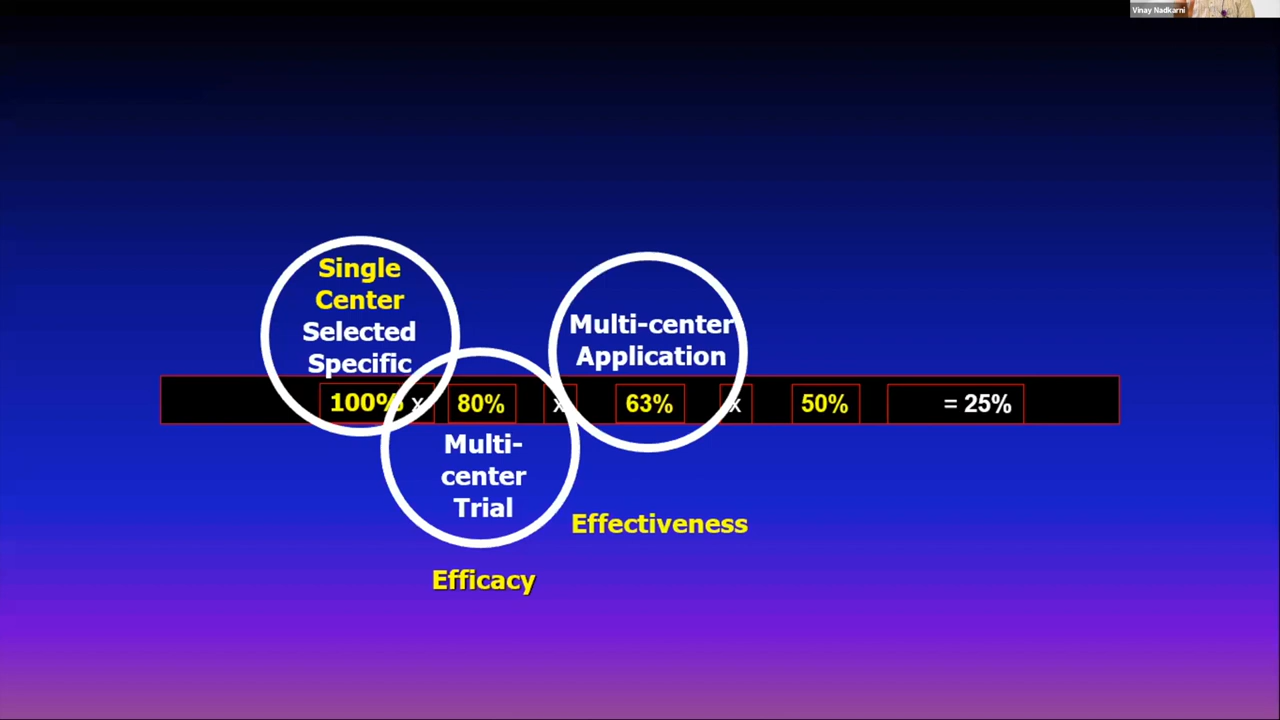 Vinay Nadkarni
Single
Center
Selected
Specific
Multi-center
Application
100% x 80% x 63% x 50% = 25%
Multi-
center
Trial
Effectiveness
Efficacy